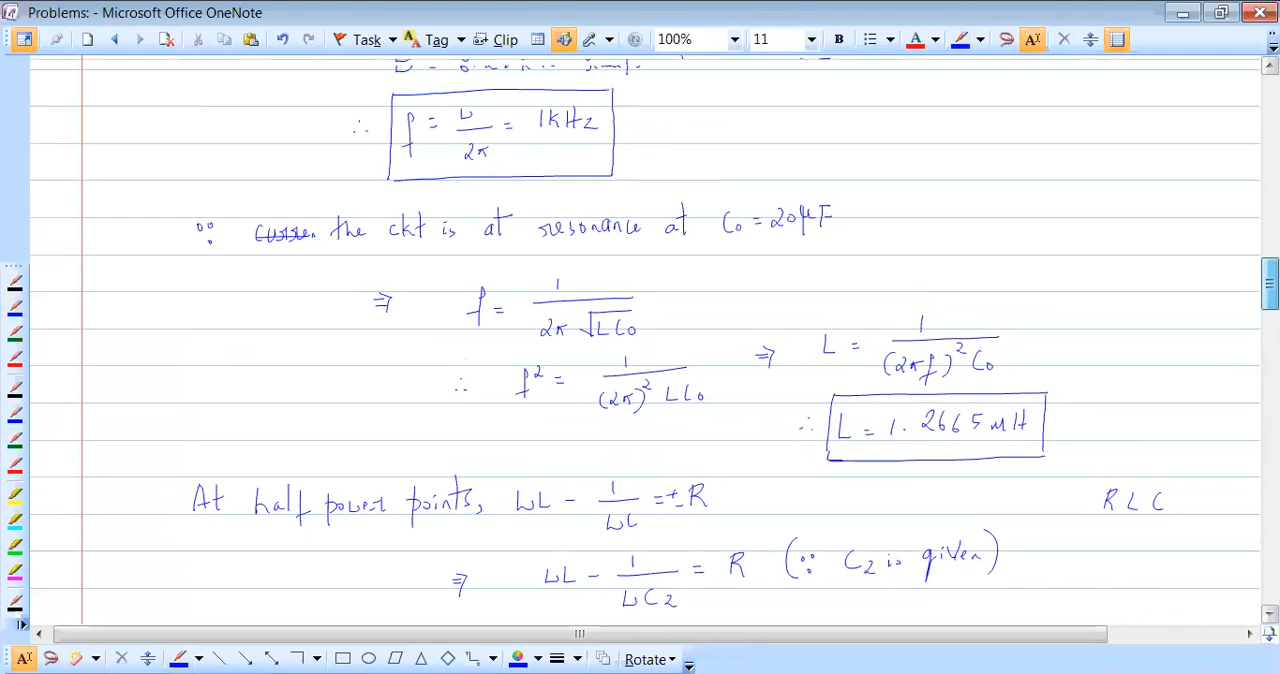 Problems: - Microsoft Office OneNote
Task Tag Clip 100% 11 B A A
∴ f = ω/2π = 1KHz
∵ the ckt is at resonance at C₀ = 20μF
⇒ f = 1/(2π √LC₀)
∴ f² = 1/((2π)² LC₀) ⇒ L = 1/((2πf)² C₀)
∴ L = 1.2665 mH
At half power points, ωL - 1/ωC = ± R
R L C
⇒ ωL - 1/ωC₂ = R (∵ C₂ is given)
A Rotate